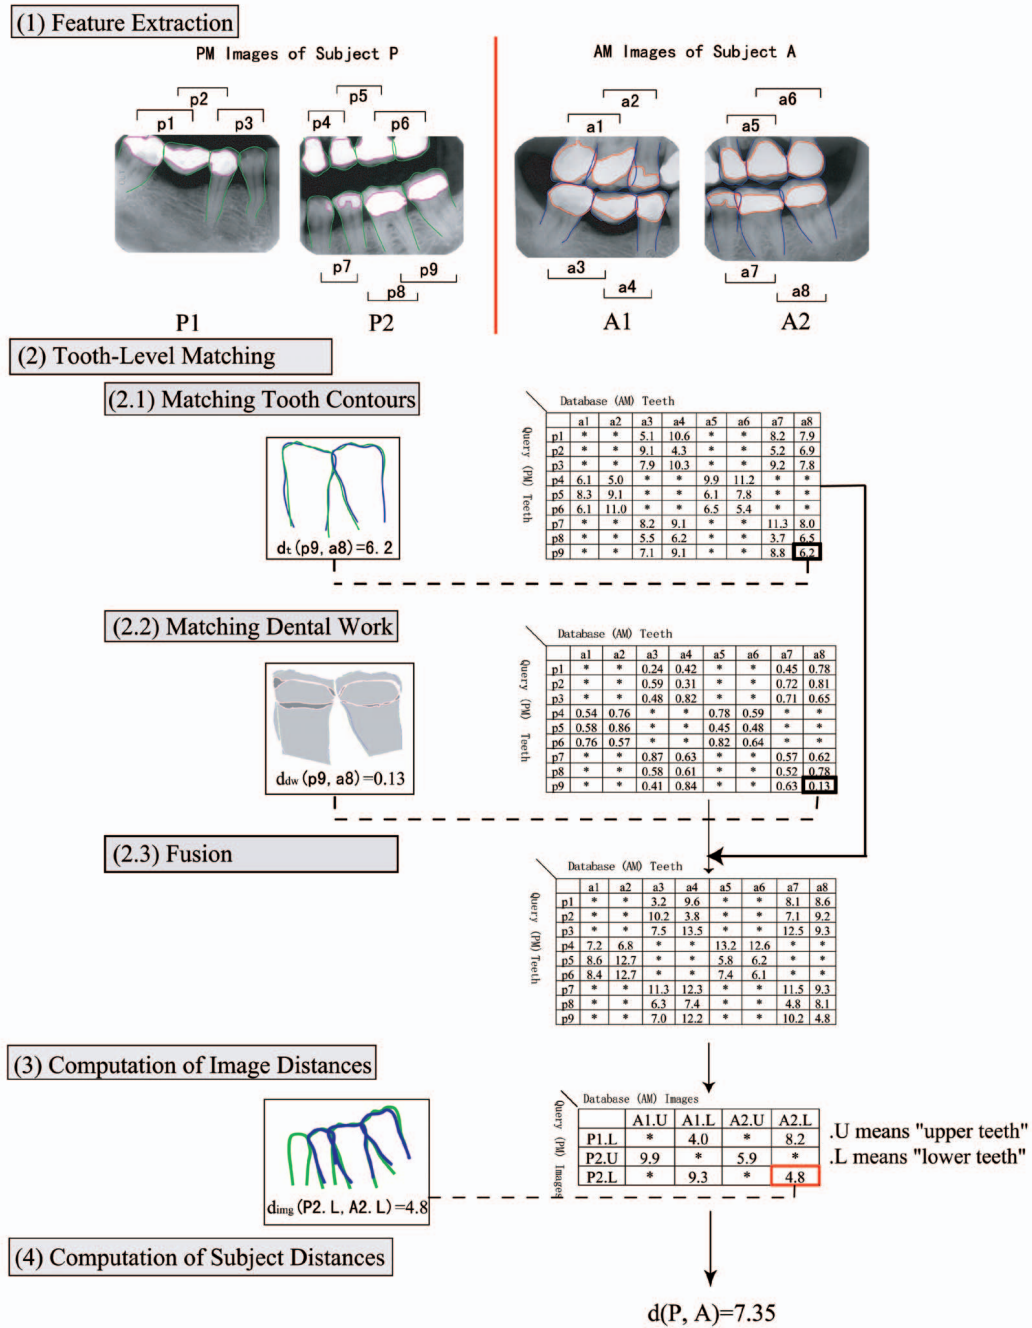 (1) Feature Extraction
PM Images of Subject P
AM Images of Subject A
p2
p1 p3
p5
p4 p6
a2
a1
a6
a5
p7 p9
p8
a3
a4
a7
a8
P1 P2 A1 A2
(2) Tooth-Level Matching
(2.1) Matching Tooth Contours
dt(p9, a8)=6.2
Database (AM) Teeth
Query (PM) Teeth
a1 a2 a3 a4 a5 a6 a7 a8
p1 * * 5.1 10.6 * * 8.2 7.9
p2 * * 9.1 4.3 * * 5.2 6.9
p3 * * 7.9 10.3 * * 9.2 7.8
p4 6.1 5.0 * * 9.9 11.2 * *
p5 8.3 9.1 * * 6.1 7.8 * *
p6 6.1 11.0 * * 6.5 5.4 * *
p7 * * 8.2 9.1 * * 11.3 8.0
p8 * * 5.5 6.2 * * 3.7 6.5
p9 * * 7.1 9.1 * * 8.8 6.2
(2.2) Matching Dental Work
ddw(p9, a8)=0.13
Database (AM) Teeth
Query (PM) Teeth
a1 a2 a3 a4 a5 a6 a7 a8
p1 * * 0.24 0.42 * * 0.45 0.78
p2 * * 0.59 0.31 * * 0.72 0.81
p3 * * 0.48 0.82 * * 0.71 0.65
p4 0.54 0.76 * * 0.78 0.59 * *
p5 0.58 0.86 * * 0.45 0.48 * *
p6 0.76 0.57 * * 0.82 0.64 * *
p7 * * 0.87 0.63 * * 0.57 0.62
p8 * * 0.58 0.61 * * 0.52 0.78
p9 * * 0.41 0.84 * * 0.63 0.13
(2.3) Fusion
Database (AM) Teeth
Query (PM) Teeth
a1 a2 a3 a4 a5 a6 a7 a8
p1 * * 3.2 9.6 * * 8.1 8.6
p2 * * 10.2 3.8 * * 7.1 9.2
p3 * * 7.5 13.5 * * 12.5 9.3
p4 7.2 6.8 * * 13.2 12.6 * *
p5 8.6 12.7 * * 5.8 6.2 * *
p6 8.4 12.7 * * 7.4 6.1 * *
p7 * * 11.3 12.3 * * 11.5 9.3
p8 * * 6.3 7.4 * * 4.8 8.1
p9 * * 7.0 12.2 * * 10.2 4.8
(3) Computation of Image Distances
dimg(P2.L, A2.L)=4.8
Database (AM) Images
Query (PM) Images
A1.U A1.L A2.U A2.L
P1.L * 4.0 * 8.2
P2.U 9.9 * 5.9 *
P2.L * 9.3 * 4.8
.U means "upper teeth"
.L means "lower teeth"
(4) Computation of Subject Distances
d(P, A)=7.35